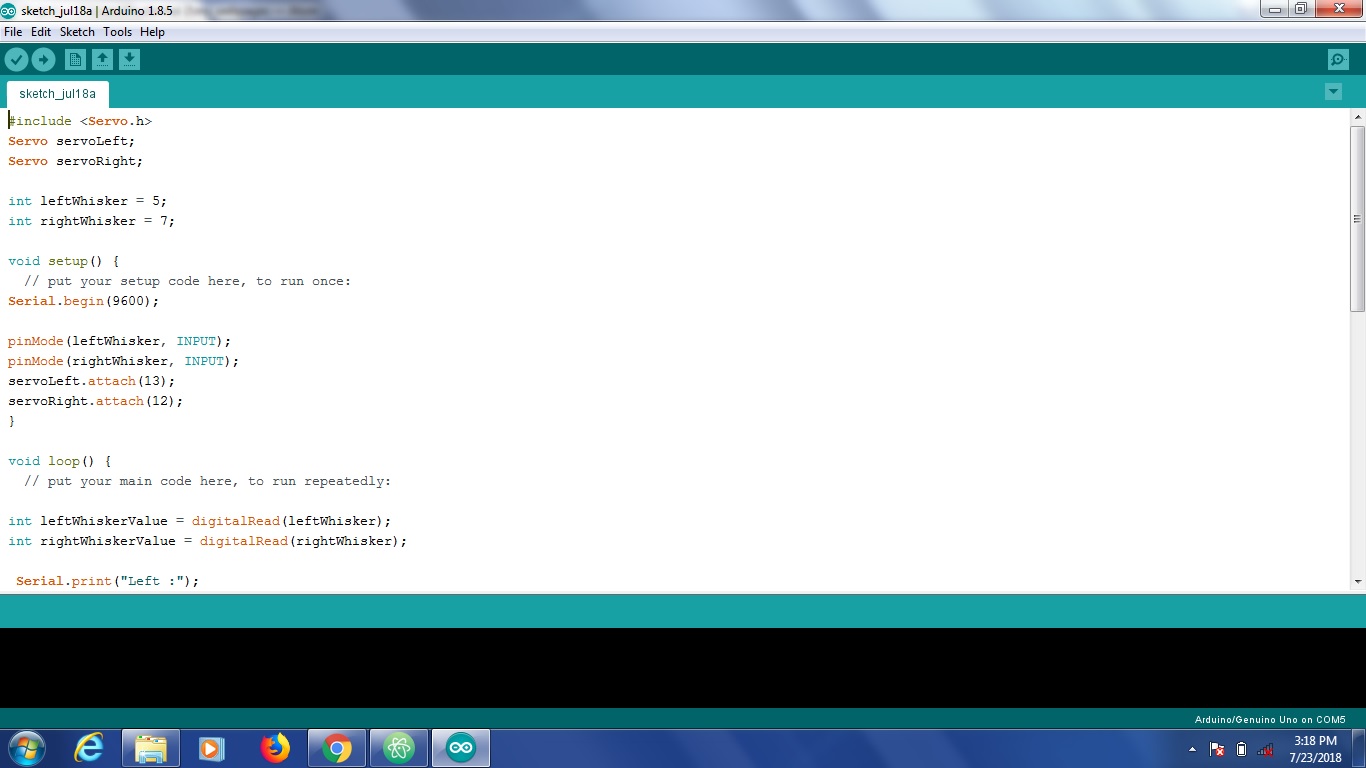 sketch_jul18a | Arduino 1.8.5
File Edit Sketch Tools Help
sketch_jul18a
#include <Servo.h>
Servo servoLeft;
Servo servoRight;
int leftWhisker = 5;
int rightWhisker = 7;
void setup() {
// put your setup code here, to run once:
Serial.begin(9600);
pinMode(leftWhisker, INPUT);
pinMode(rightWhisker, INPUT);
servoLeft.attach(13);
servoRight.attach(12);
}
void loop() {
// put your main code here, to run repeatedly:
int leftWhiskerValue = digitalRead(leftWhisker);
int rightWhiskerValue = digitalRead(rightWhisker);
Serial.print("Left :");
Arduino/Genuino Uno on COM5
3:18 PM
7/23/2018